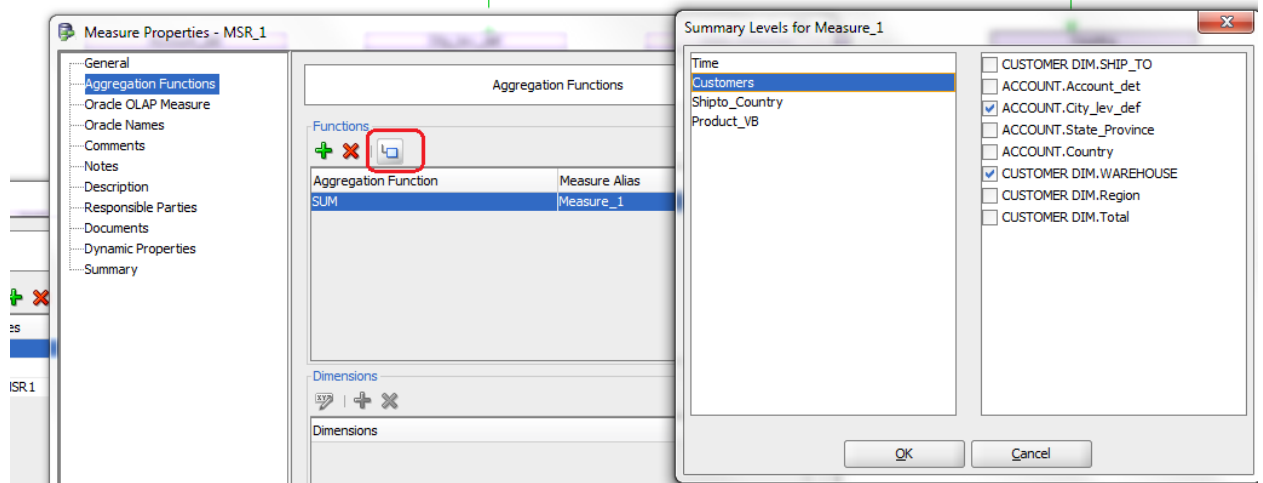 Measure Properties - MSR_1
General
Aggregation Functions
Oracle OLAP Measure
Oracle Names
Comments
Notes
Description
Responsible Parties
Documents
Dynamic Properties
Summary
Aggregation Functions
Functions
Aggregation Function Measure Alias
SUM Measure_1
Dimensions
Dimensions
Summary Levels for Measure_1
Time
Customers
Shipto_Country
Product_VB
CUSTOMER DIM.SHIP_TO
ACCOUNT.Account_det
ACCOUNT.City_lev_def
ACCOUNT.State_Province
ACCOUNT.Country
CUSTOMER DIM.WAREHOUSE
CUSTOMER DIM.Region
CUSTOMER DIM.Total
OK
Cancel